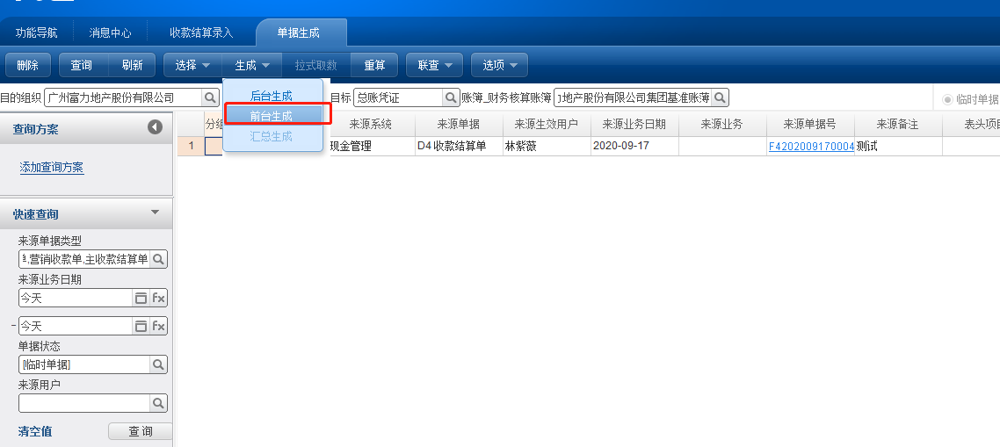 功能导航 消息中心 收款结算录入 单据生成
删除 查询 刷新 选择 生成 拉式取数 重算 联查 选项
后台生成
前台生成
汇总生成
目的组织 广州富力地产股份有限公司 目标 总账凭证 账簿_财务核算账簿 地产股份有限公司集团基准账薄 临时单据
查询方案
添加查询方案
分组 来源系统 来源单据 来源生效用户 来源业务日期 来源业务 来源单据号 来源备注 表头项目
1 现金管理 D4 收款结算单 林紫薇 2020-09-17 F4202009170004 测试
快速查询
来源单据类型
,营销收款单,主收款结算单
来源业务日期
今天
- 今天
单据状态
[临时单据]
来源用户
清空值 查 询